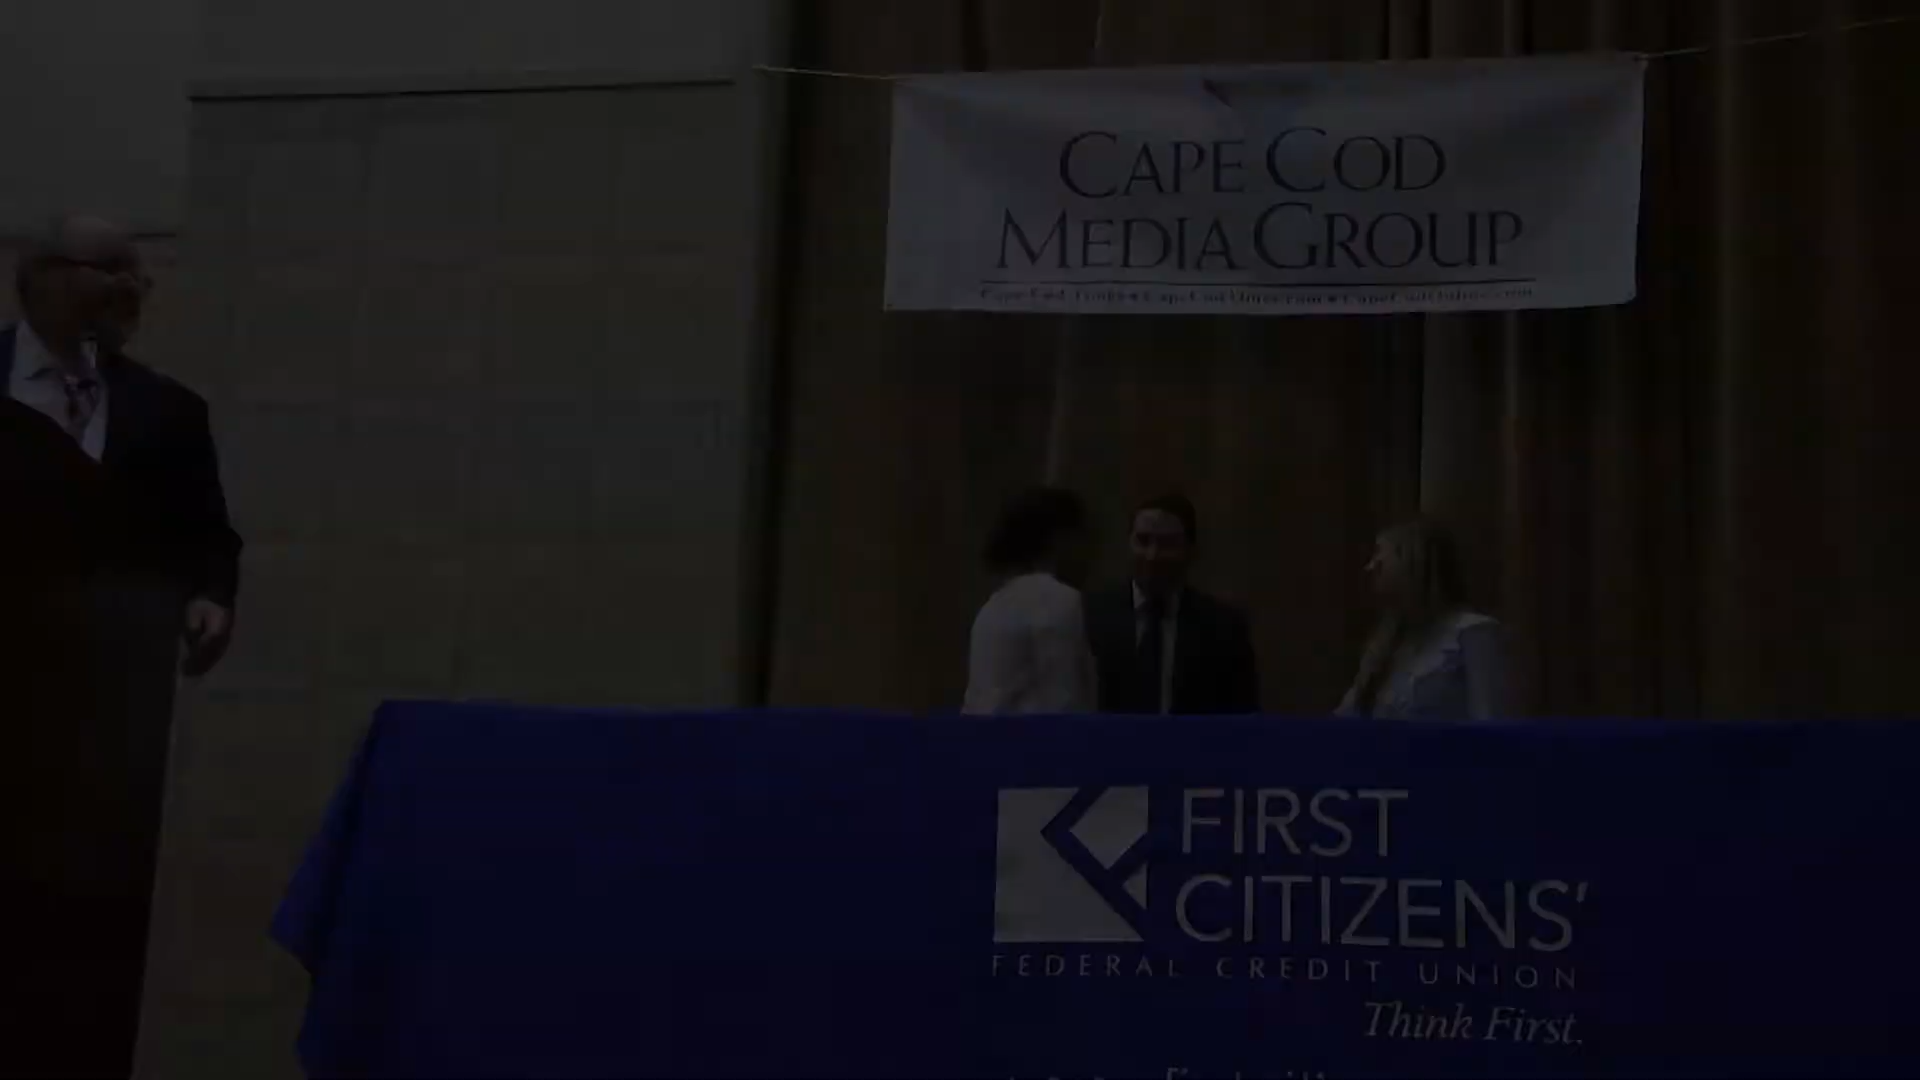 CAPE COD
MEDIA GROUP
FIRST
CITIZENS'
FEDERAL CREDIT UNION
Think First.